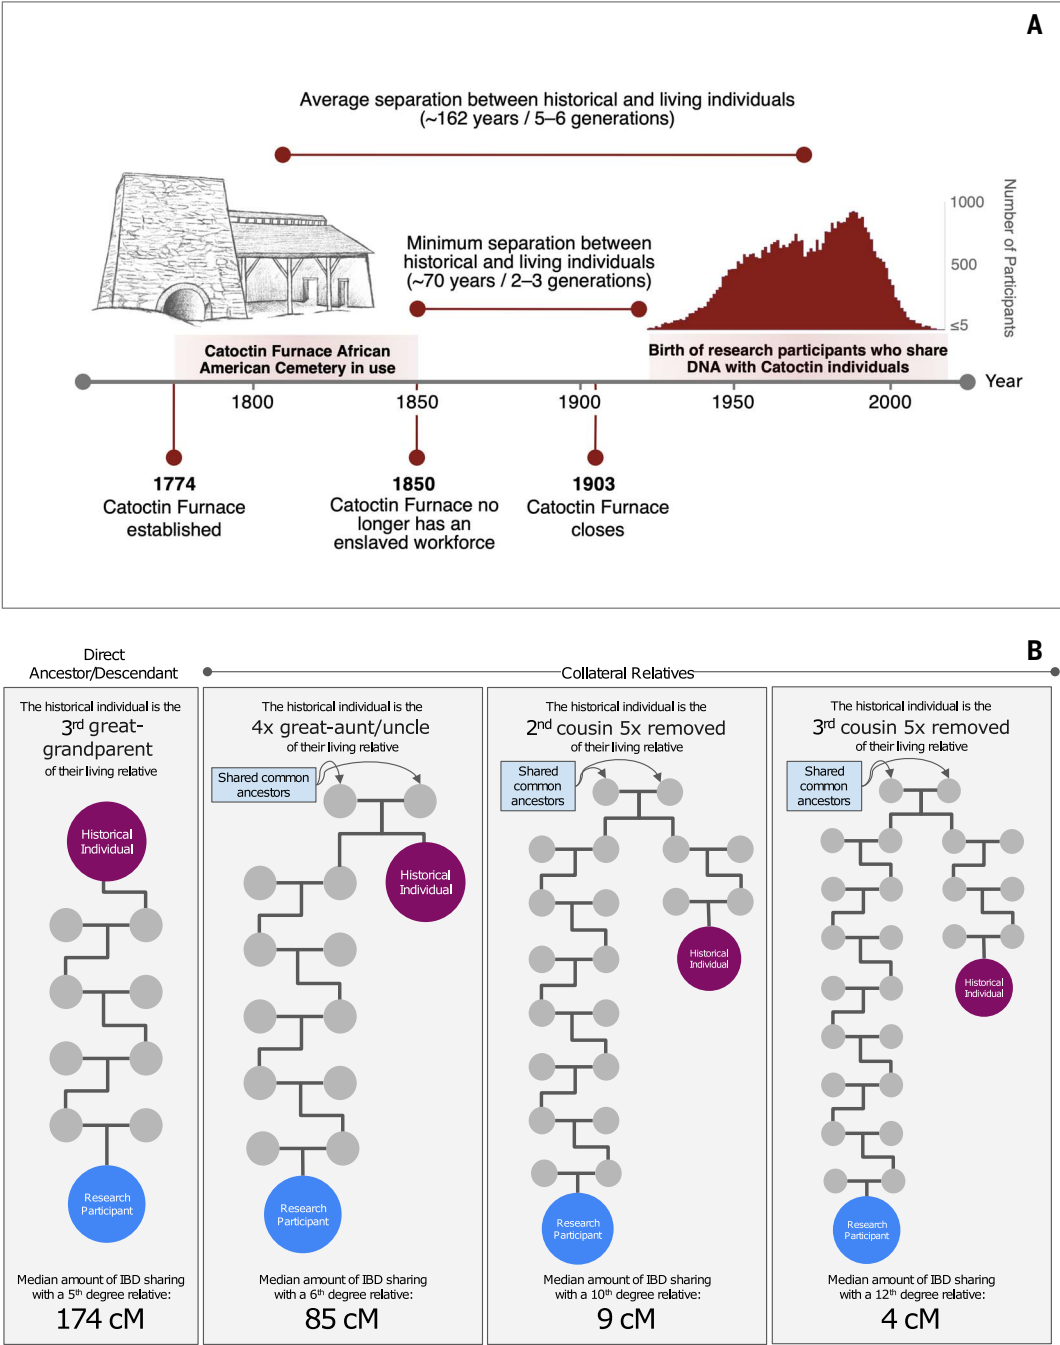 A
Average separation between historical and living individuals
(~162 years / 5–6 generations)
Minimum separation between
historical and living individuals
(~70 years / 2–3 generations)
1000
500
≤5
Number of Participants
Catoctin Furnace African
American Cemetery in use
Birth of research participants who share
DNA with Catoctin individuals
Year
1800
1850
1900
1950
2000
1774
Catoctin Furnace
established
1850
Catoctin Furnace no
longer has an
enslaved workforce
1903
Catoctin Furnace
closes
B
Direct
Ancestor/Descendant
Collateral Relatives
The historical individual is the
3rd great-
grandparent
of their living relative
Historical
Individual
Research
Participant
Median amount of IBD sharing
with a 5th degree relative:
174 cM
The historical individual is the
4x great-aunt/uncle
of their living relative
Shared common
ancestors
Historical
Individual
Research
Participant
Median amount of IBD sharing
with a 6th degree relative:
85 cM
The historical individual is the
2nd cousin 5x removed
of their living relative
Shared
common
ancestors
Historical
Individual
Research
Participant
Median amount of IBD sharing
with a 10th degree relative:
9 cM
The historical individual is the
3rd cousin 5x removed
of their living relative
Shared
common
ancestors
Historical
Individual
Research
Participant
Median amount of IBD sharing
with a 12th degree relative:
4 cM